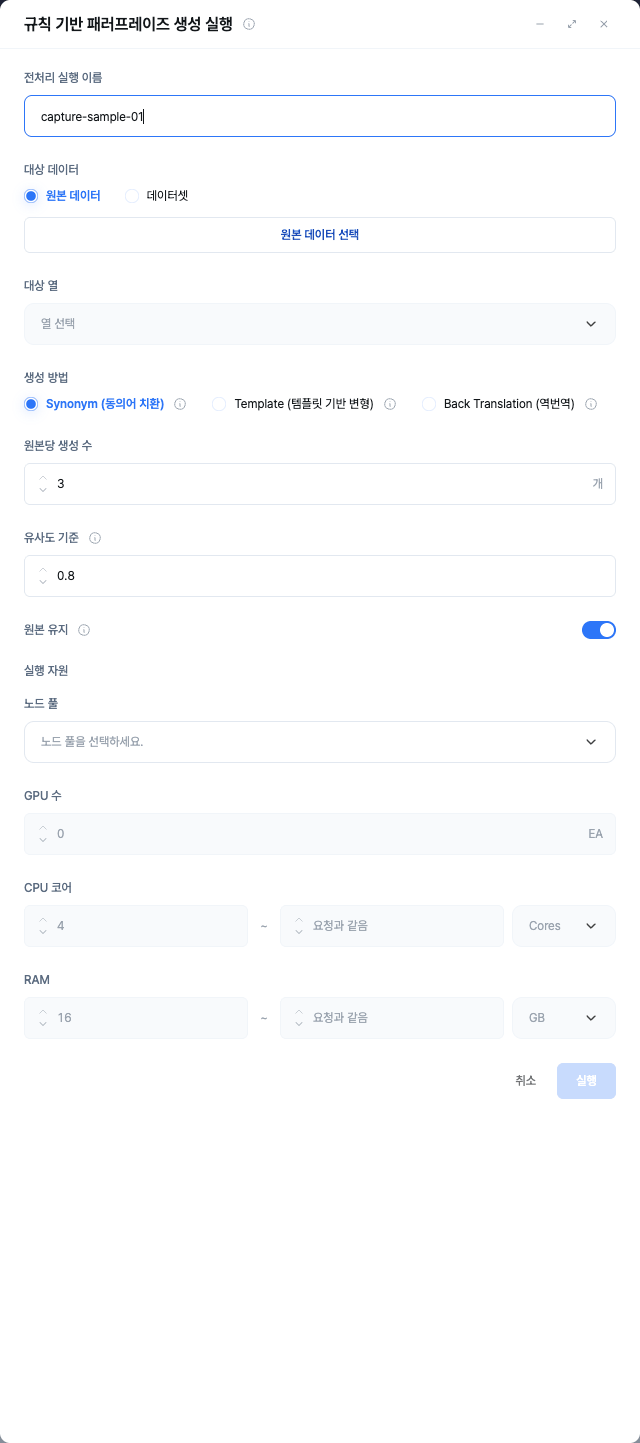 규칙 기반 패러프레이즈 생성 실행
전처리 실행 이름
capture-sample-01
대상 데이터
원본 데이터 데이터셋
원본 데이터 선택
대상 열
열 선택
생성 방법
Synonym (동의어 치환) Template (템플릿 기반 변형) Back Translation (역번역)
원본당 생성 수
3 개
유사도 기준
0.8
원본 유지
실행 자원
노드 풀
노드 풀을 선택하세요.
GPU 수
0 EA
CPU 코어
4 ~ 요청과 같음 Cores
RAM
16 ~ 요청과 같음 GB
취소 실행